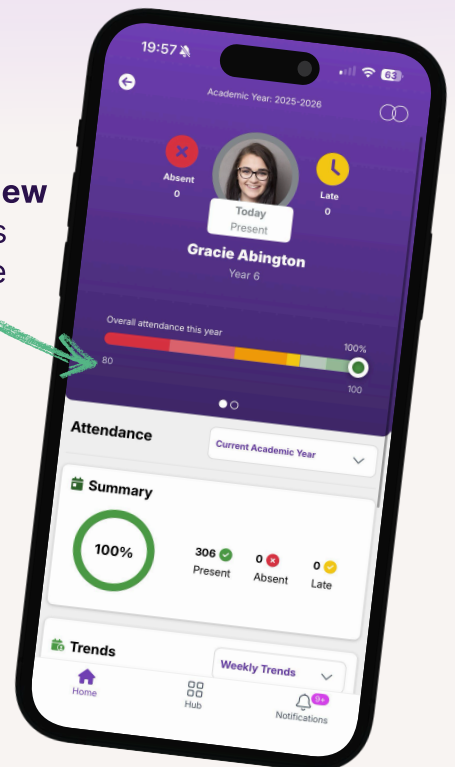 19:57
63
Academic Year: 2025-2026
Absent
0
Late
0
Today
Present
Gracie Abington
Year 6
ew
s
e
Overall attendance this year
100%
80
100
Attendance
Current Academic Year
Summary
100%
306
Present
0
Absent
0
Late
Trends
Weekly Trends
Home
Hub
9+
Notifications